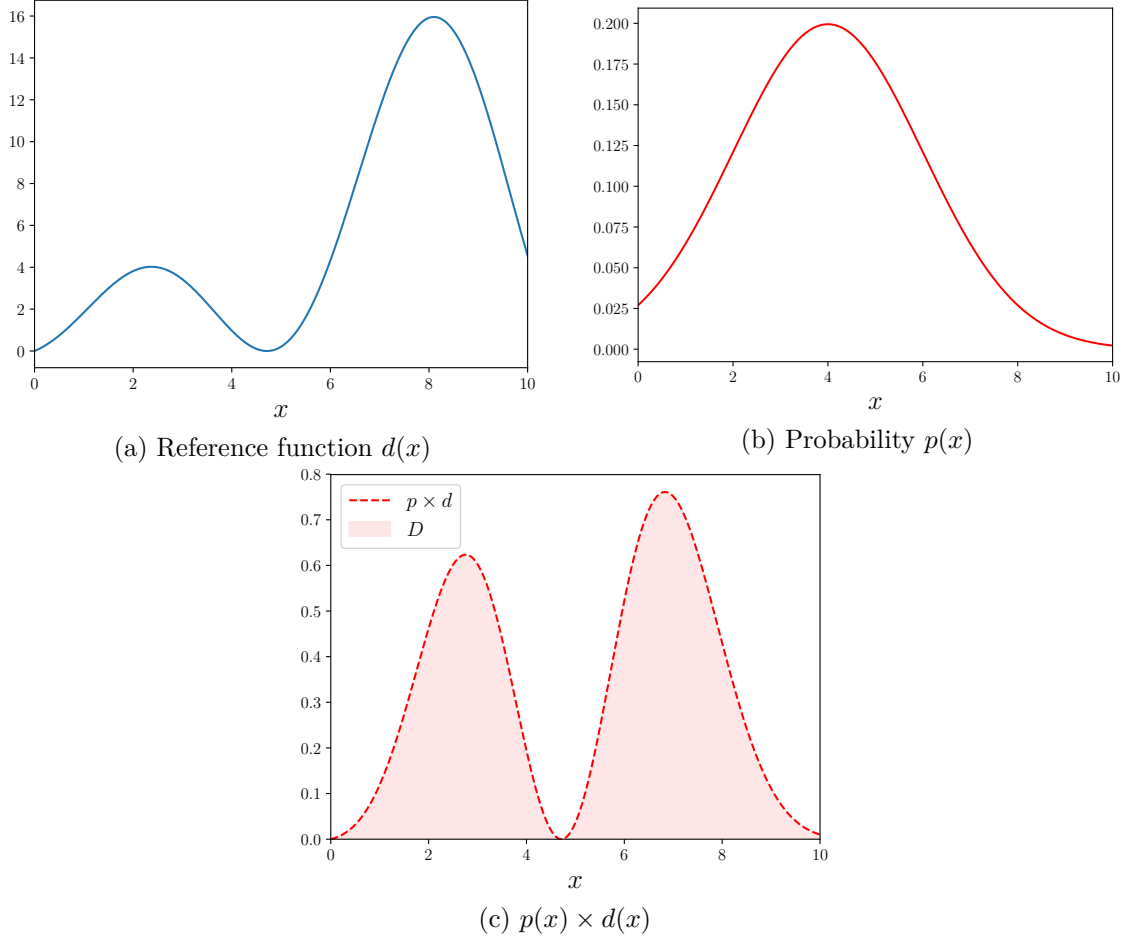 16
14
12
10
8
6
4
2
0
0 2 4 6 8 10
x
(a) Reference function d(x)
0.200
0.175
0.150
0.125
0.100
0.075
0.050
0.025
0.000
0 2 4 6 8 10
x
(b) Probability p(x)
0.8
0.7
0.6
0.5
0.4
0.3
0.2
0.1
0.0
p × d
D
0 2 4 6 8 10
x
(c) p(x) × d(x)